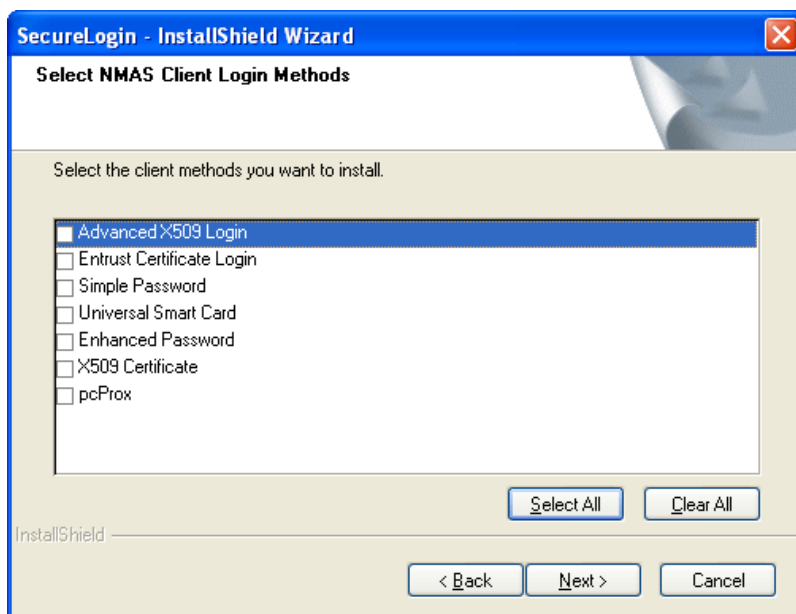 SecureLogin - InstallShield Wizard
Select NMAS Client Login Methods
Select the client methods you want to install.
Advanced X509 Login
Entrust Certificate Login
Simple Password
Universal Smart Card
Enhanced Password
X509 Certificate
pcProx
Select All
Clear All
InstallShield
< Back
Next >
Cancel